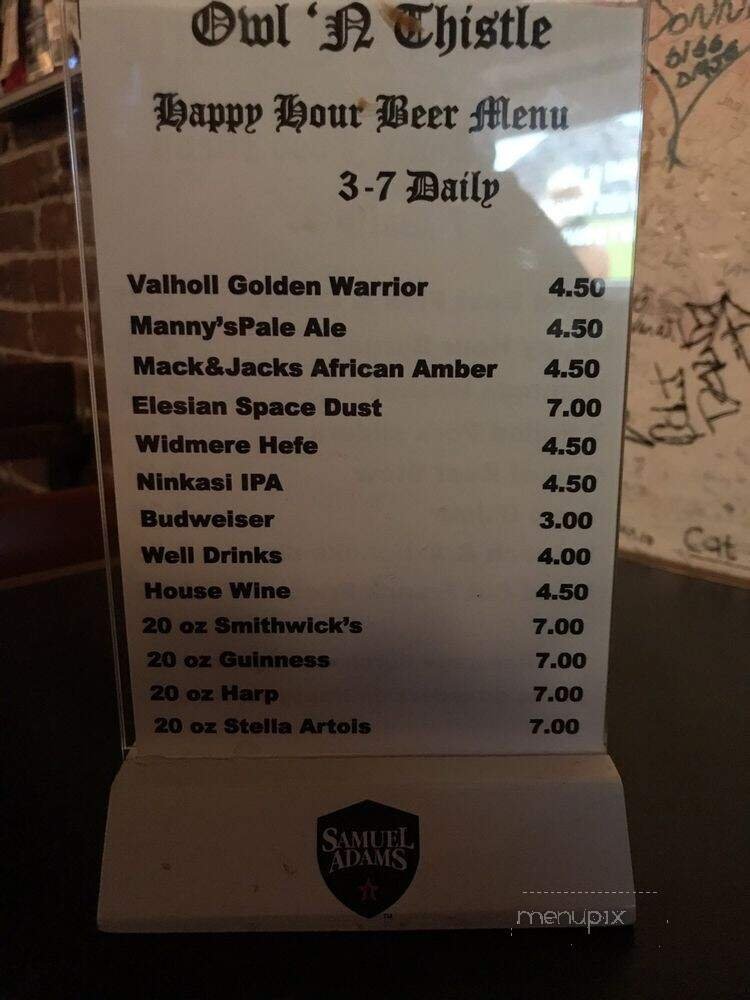 Owl 'N Thistle
Happy Hour Beer Menu
3-7 Daily
Valholl Golden Warrior 4.50
Manny'sPale Ale 4.50
Mack&Jacks African Amber 4.50
Elesian Space Dust 7.00
Widmere Hefe 4.50
Ninkasi IPA 4.50
Budweiser 3.00
Well Drinks 4.00
House Wine 4.50
20 oz Smithwick's 7.00
20 oz Guinness 7.00
20 oz Harp 7.00
20 oz Stella Artois 7.00
SAMUEL
ADAMS
TM
menupix
Cat